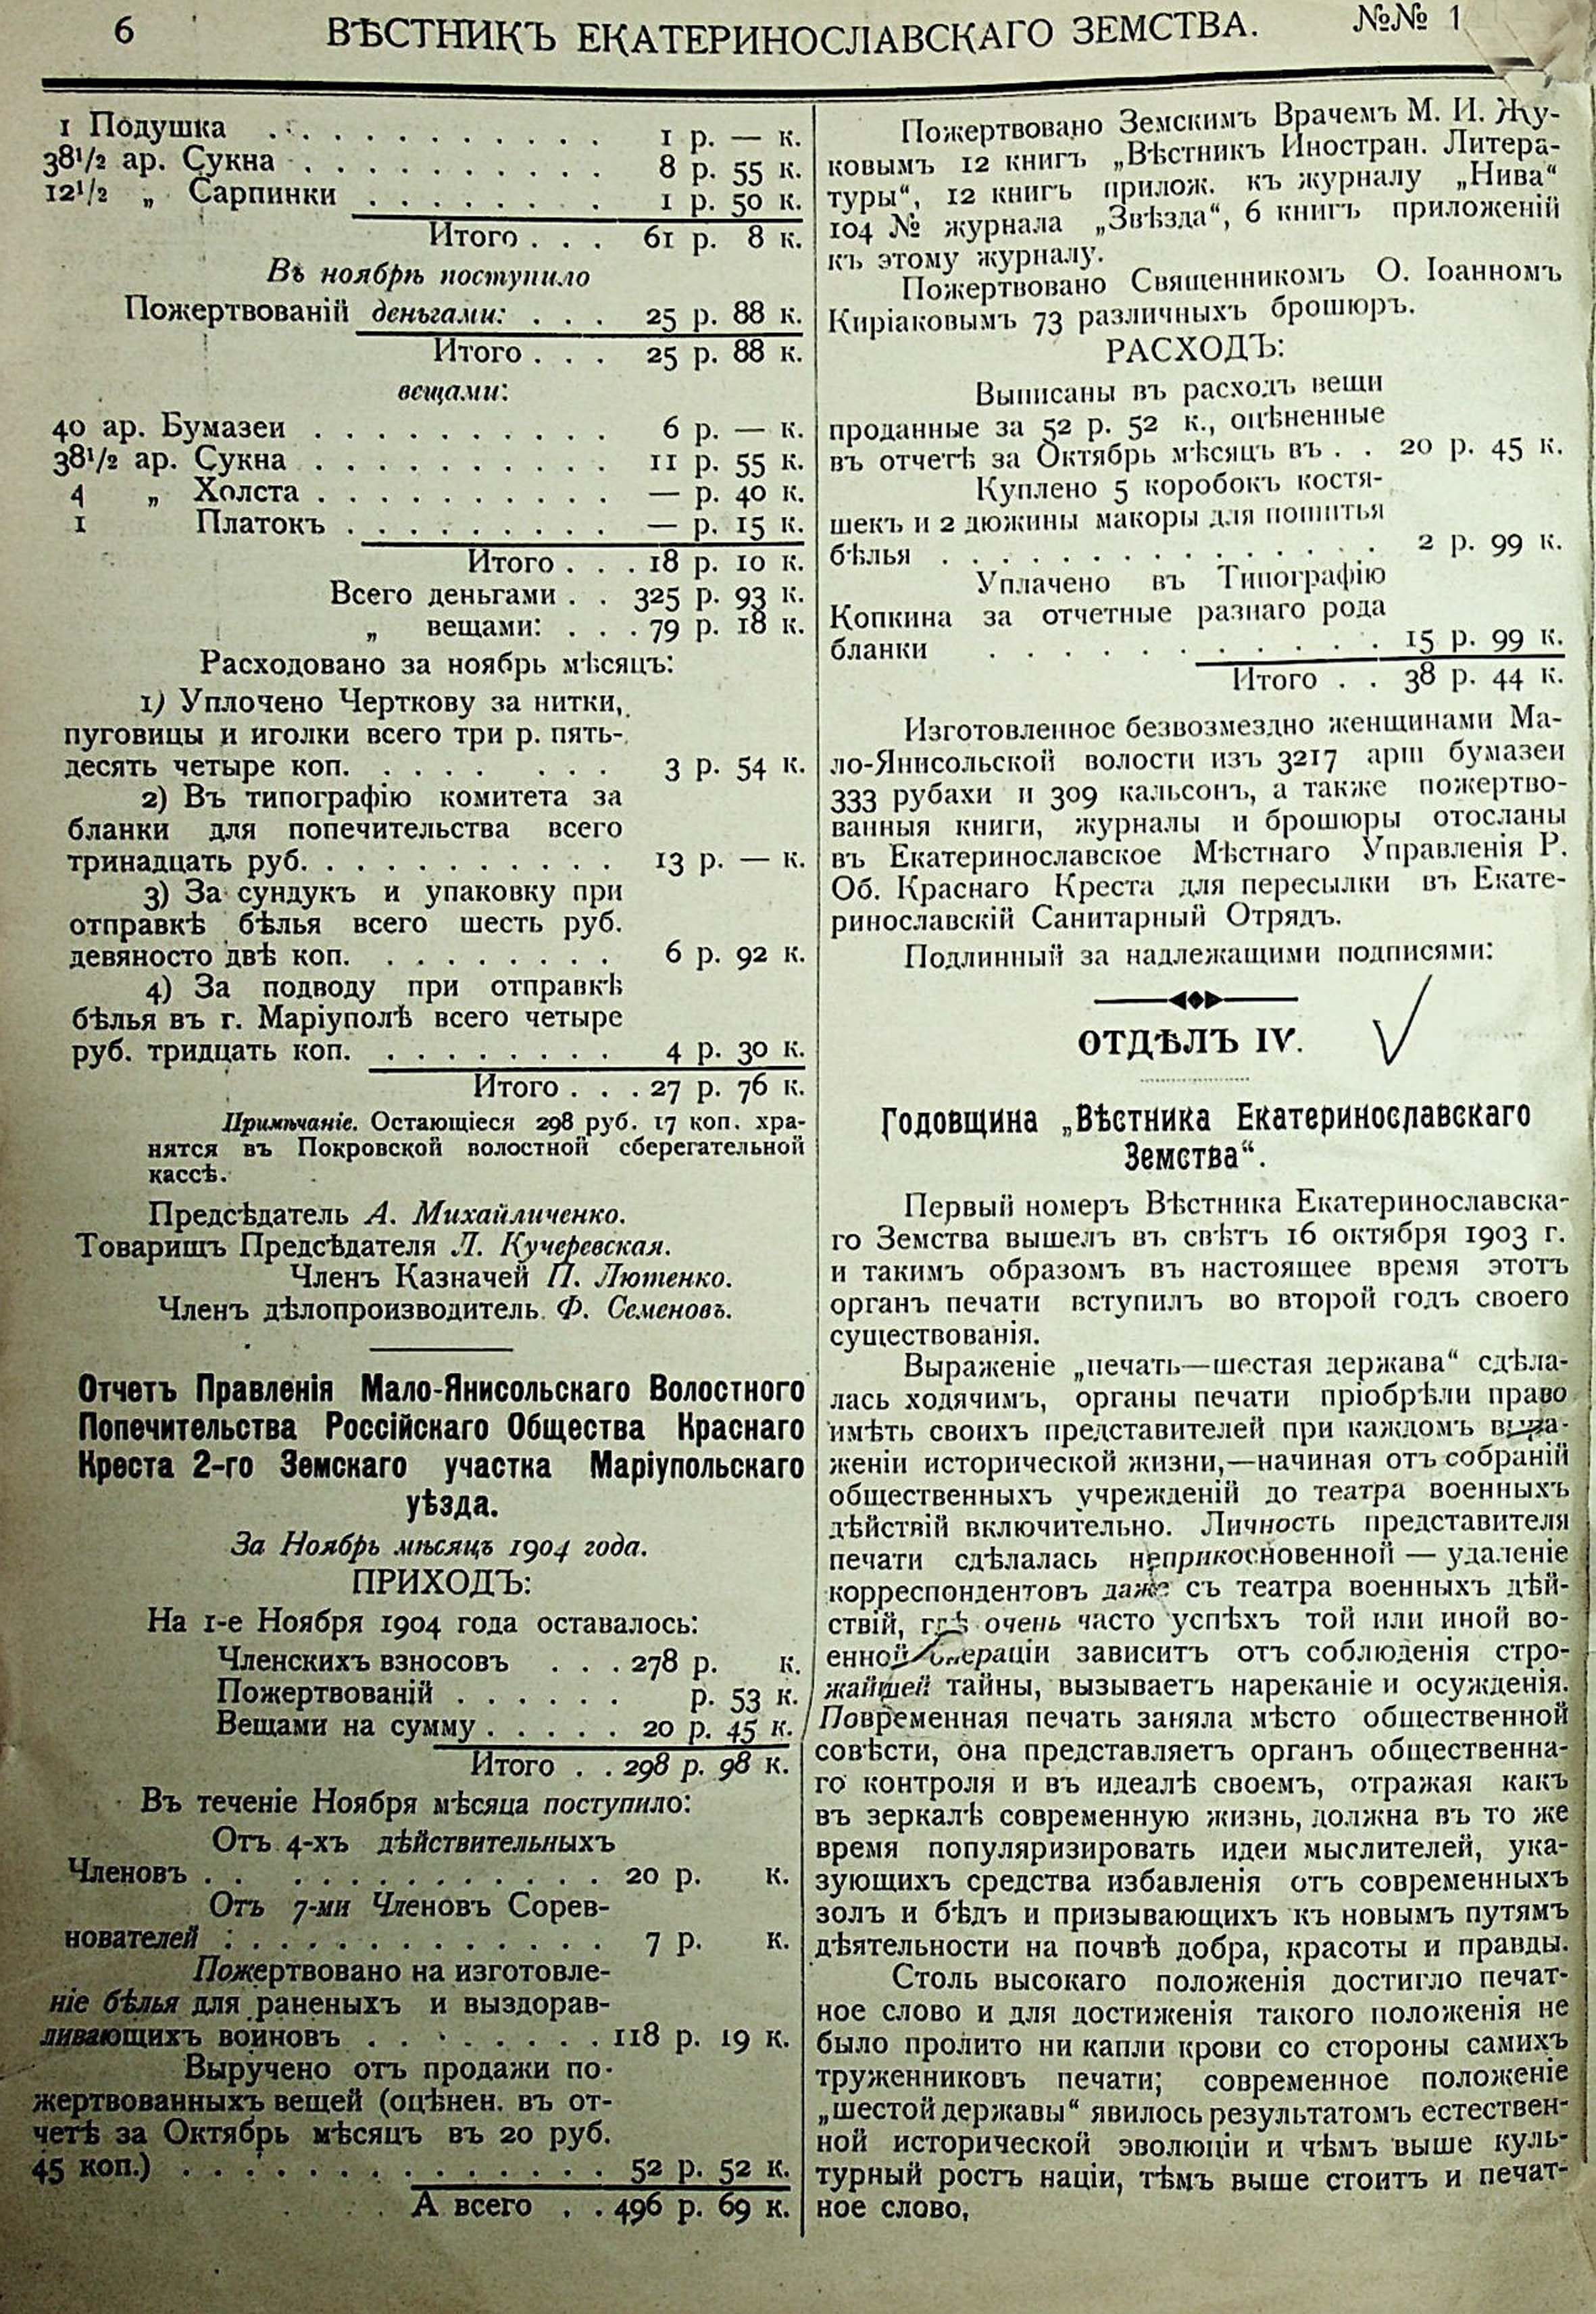 6 ВѢСТНИКЪ ЕКАТЕРИНОСЛАВСКАГО ЗЕМСТВА. №№ 1
1 Подушка . . . . . . . . . . . . 1 р. — к.
38½ ар. Сукна . . . . . . . . . . 8 р. 55 к.
12½ „ Сарпинки . . . . . . . . 1 р. 50 к.
Итого . . . 61 р. 8 к.
Въ ноябрѣ поступило
Пожертвованій деньгами: . . . 25 р. 88 к.
Итого . . . 25 р. 88 к.
вещами:
40 ар. Бумазеи . . . . . . . . . . 6 р. — к.
38½ ар. Сукна . . . . . . . . . . 11 р. 55 к.
4 „ Холста . . . . . . . . . . — р. 40 к.
1 Платокъ . . . . . . . . . — р. 15 к.
Итого . . . 18 р. 10 к.
Всего деньгами . . 325 р. 93 к.
„ вещами: . . . 79 р. 18 к.
Расходовано за ноябрь мѣсяцъ:
1) Уплочено Черткову за нитки,
пуговицы и иголки всего три р. пять-
десять четыре коп. . . . . . . . . 3 р. 54 к.
2) Въ типографію комитета за
бланки для попечительства всего
тринадцать руб. . . . . . . . . . . 13 р. — к.
3) За сундукъ и упаковку при
отправкѣ бѣлья всего шесть руб.
девяносто двѣ коп. . . . . . . . . 6 р. 92 к.
4) За подводу при отправкѣ
бѣлья въ г. Маріуполѣ всего четыре
руб. тридцать коп. . . . . . . . . 4 р. 30 к.
Итого . . . 27 р. 76 к.
Примѣчаніе. Остающіеся 298 руб. 17 коп. хра-
нятся въ Покровской волостной сберегательной
кассѣ.
Предсѣдатель А. Михайличенко.
Товарищъ Предсѣдателя Л. Кучеревская.
Членъ Казначей П. Лютенко.
Членъ дѣлопроизводитель Ф. Семеновъ.
Отчетъ Правленія Мало-Янисольскаго Волостного
Попечительства Россійскаго Общества Краснаго
Креста 2-го Земскаго участка Маріупольскаго
уѣзда.
За Ноябрь мѣсяцъ 1904 года.
ПРИХОДЪ:
На 1-е Ноября 1904 года оставалось:
Членскихъ взносовъ . . . 278 р. к.
Пожертвованій . . . . . . р. 53 к.
Вещами на сумму . . . . . 20 р. 45 к.
Итого . . 298 р. 98 к.
Въ теченіе Ноября мѣсяца поступило:
Отъ 4-хъ дѣйствительныхъ
Членовъ . . . . . . . . . . . . . 20 р. к.
Отъ 7-ми Членовъ Сорев-
нователей . . . . . . . . . . . . . . 7 р. к.
Пожертвовано на изготовле-
ніе бѣлья для раненыхъ и выздорав-
ливающихъ воиновъ . . . . . . . . 118 р. 19 к.
Выручено отъ продажи по-
жертвованныхъ вещей (оцѣнен. въ от-
четѣ за Октябрь мѣсяцъ въ 20 руб.
45 коп.) . . . . . . . . . . . . . . . 52 р. 52 к.
А всего . . 496 р. 69 к.
Пожертвовано Земскимъ Врачемъ М. И. Жу-
ковымъ 12 книгъ „Вѣстникъ Иностран. Литера-
туры“, 12 книгъ прилож. къ журналу „Нива“
104 № журнала „Звѣзда“, 6 книгъ приложеній
къ этому журналу.
Пожертвовано Священникомъ О. Іоанномъ
Киріаковымъ 73 различныхъ брошюръ.
РАСХОДЪ:
Выписаны въ расходъ вещи
проданные за 52 р. 52 к., оцѣненные
въ отчетѣ за Октябрь мѣсяцъ въ . . 20 р. 45 к.
Куплено 5 коробокъ костя-
шекъ и 2 дюжины макоры для пошитья
бѣлья . . . . . . . . . . . . . . 2 р. 99 к.
Уплачено въ Типографію
Копкина за отчетные разнаго рода
бланки . . . . . . . . . . . . 15 р. 99 к.
Итого . . 38 р. 44 к.
Изготовленное безвозмездно женщинами Ма-
ло-Янисольской волости изъ 3217 арш бумазеи
333 рубахи и 309 кальсонъ, а также пожертво-
ванныя книги, журналы и брошюры отосланы
въ Екатеринославское Мѣстнаго Управленія Р.
Об. Краснаго Креста для пересылки въ Екате-
ринославскій Санитарный Отрядъ.
Подлинный за надлежащими подписями:
ОТДѢЛЪ IV.
Годовщина „Вѣстника Екатеринославскаго
Земства“.
Первый номеръ Вѣстника Екатеринославска-
го Земства вышелъ въ свѣтъ 16 октября 1903 г.
и такимъ образомъ въ настоящее время этотъ
органъ печати вступилъ во второй годъ своего
существованія.
Выраженіе „печать—шестая держава“ сдѣла-
лась ходячимъ, органы печати пріобрѣли право
имѣть своихъ представителей при каждомъ выра-
женіи исторической жизни,—начиная отъ собраній
общественныхъ учрежденій до театра военныхъ
дѣйствій включительно. Личность представителя
печати сдѣлалась неприкосновенной — удаленіе
корреспондентовъ даже съ театра военныхъ дѣй-
ствій, гдѣ очень часто успѣхъ той или иной во-
енной операціи зависитъ отъ соблюденія стро-
жайшей тайны, вызываетъ нареканіе и осужденія.
Повременная печать заняла мѣсто общественной
совѣсти, она представляетъ органъ общественна-
го контроля и въ идеалѣ своемъ, отражая какъ
въ зеркалѣ современную жизнь, должна въ то же
время популяризировать идеи мыслителей, ука-
зующихъ средства избавленія отъ современныхъ
золъ и бѣдъ и призывающихъ къ новымъ путямъ
дѣятельности на почвѣ добра, красоты и правды.
Столь высокаго положенія достигло печат-
ное слово и для достиженія такого положенія не
было пролито ни капли крови со стороны самихъ
труженниковъ печати; современное положеніе
„шестой державы“ явилось результатомъ естествен-
ной исторической эволюціи и чѣмъ выше куль-
турный ростъ націи, тѣмъ выше стоитъ и печат-
ное слово,